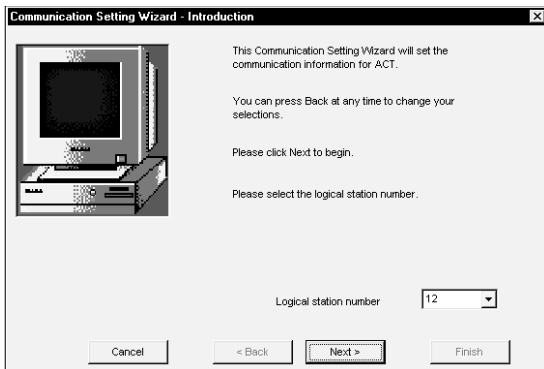 Communication Setting Wizard - Introduction
This Communication Setting Wizard will set the
communication information for ACT.
You can press Back at any time to change your
selections.
Please click Next to begin.
Please select the logical station number.
Logical station number 12
Cancel < Back Next > Finish